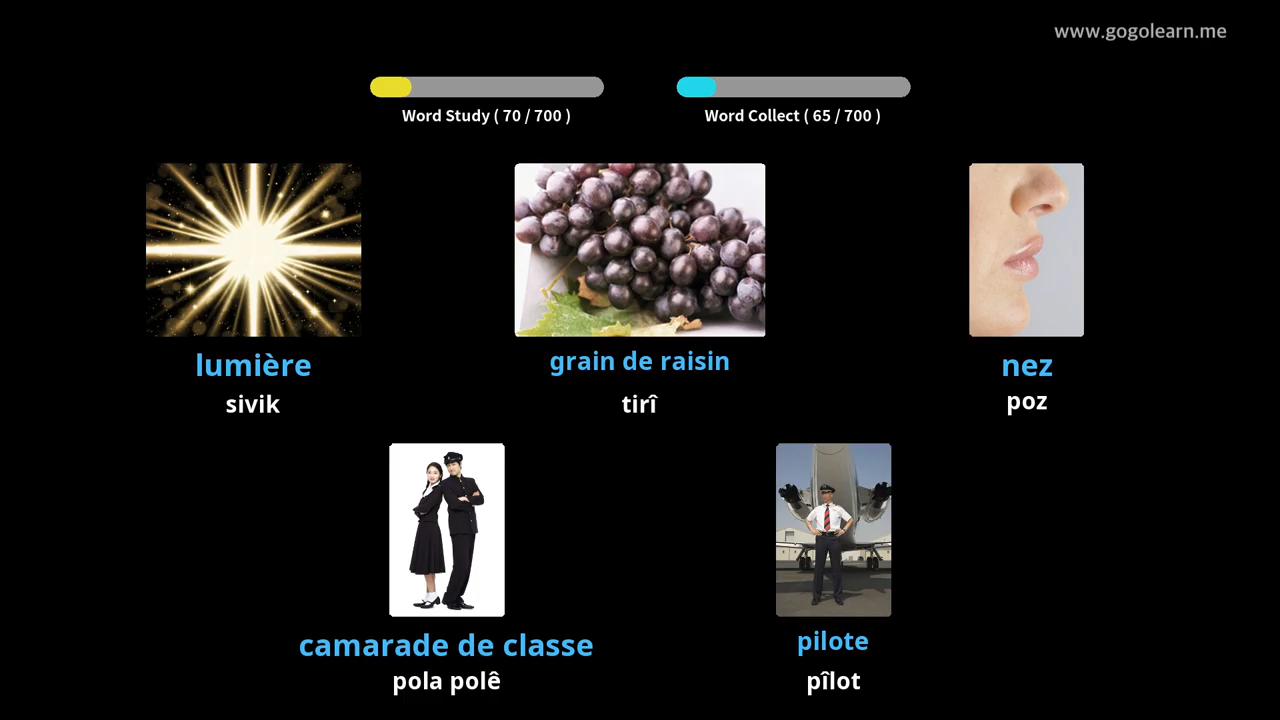 www.gogolearn.me
Word Study ( 70 / 700 )
Word Collect ( 65 / 700 )
lumière
sivik
grain de raisin
tirî
nez
poz
camarade de classe
pola polê
pilote
pîlot